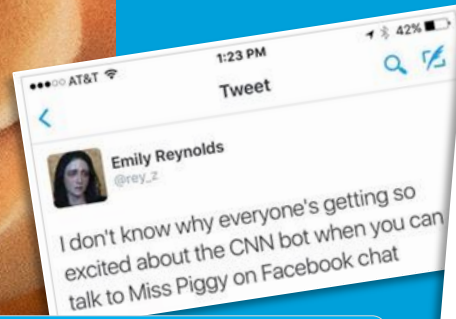 AT&T 1:23 PM 42%
Tweet
Emily Reynolds
@rey_z
I don't know why everyone's getting so
excited about the CNN bot when you can
talk to Miss Piggy on Facebook chat